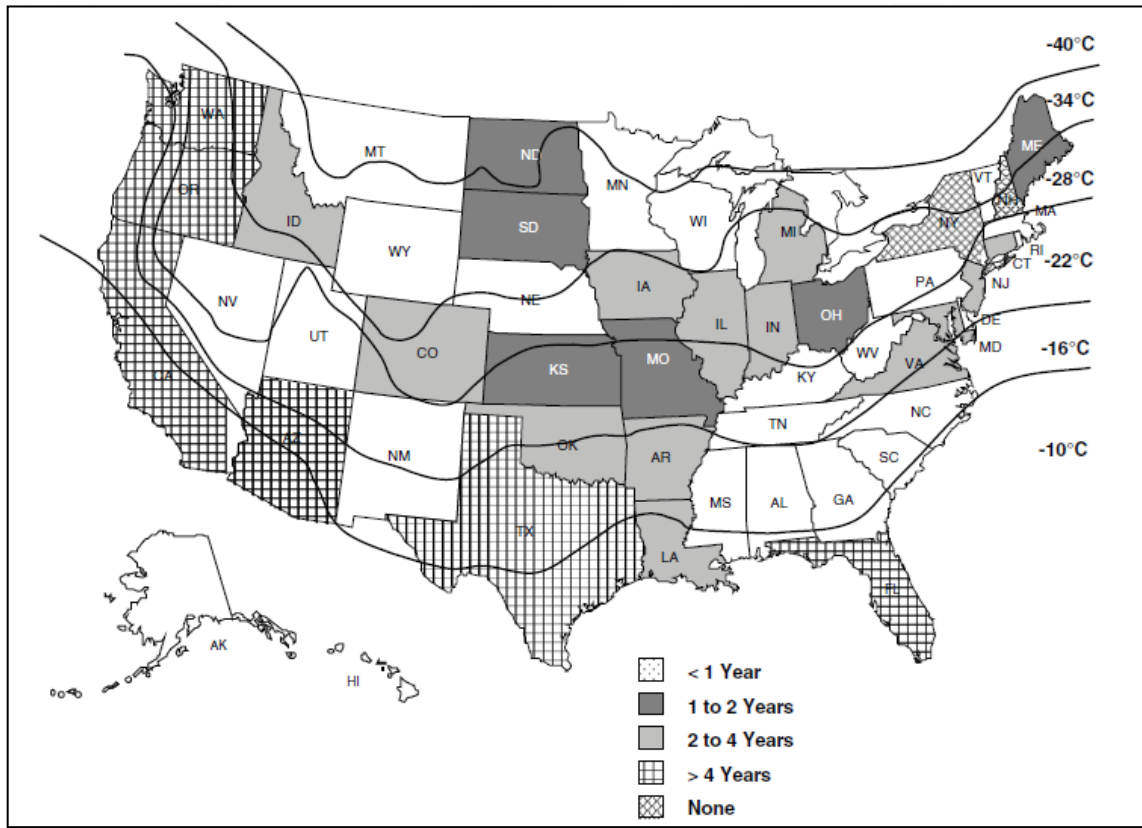 -40°C
-34°C
WA
MT
ND
MN
ME
VT
NH
-28°C
OR
ID
SD
WI
MI
NY
MA
WY
RI
-22°C
CT
NV
NE
IA
PA
NJ
UT
CO
IL
IN
OH
DE
-16°C
MD
CA
KS
MO
WV
VA
KY
AZ
NM
OK
AR
TN
NC
-10°C
SC
TX
MS
AL
GA
LA
FL
AK
HI
< 1 Year
1 to 2 Years
2 to 4 Years
> 4 Years
None